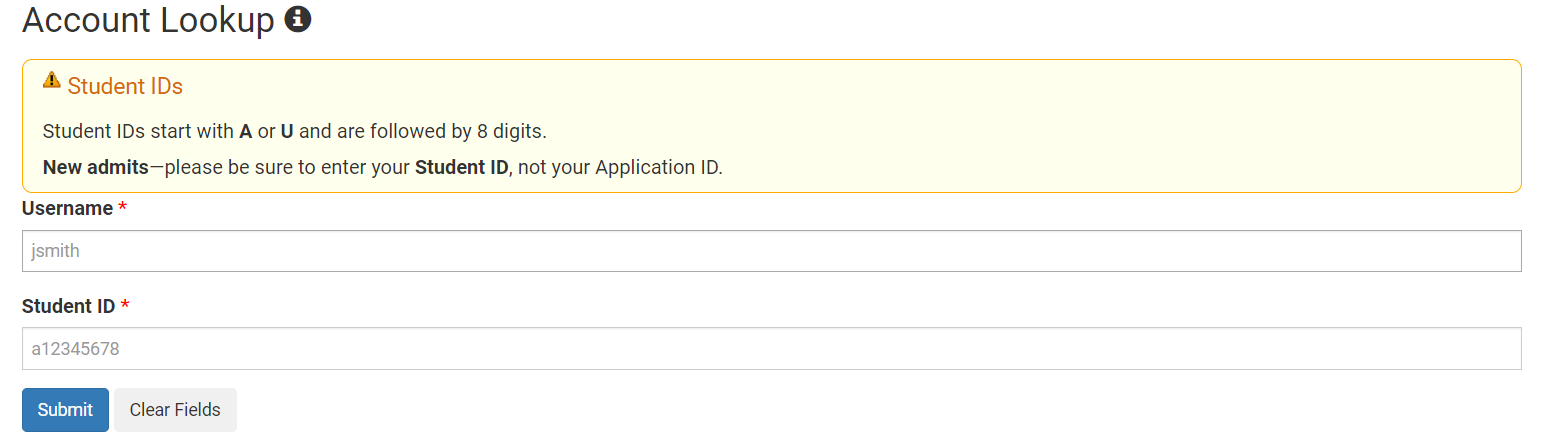 Account Lookup
Student IDs
Student IDs start with A or U and are followed by 8 digits.
New admits—please be sure to enter your Student ID, not your Application ID.
Username *
jsmith
Student ID *
a12345678
Submit Clear Fields